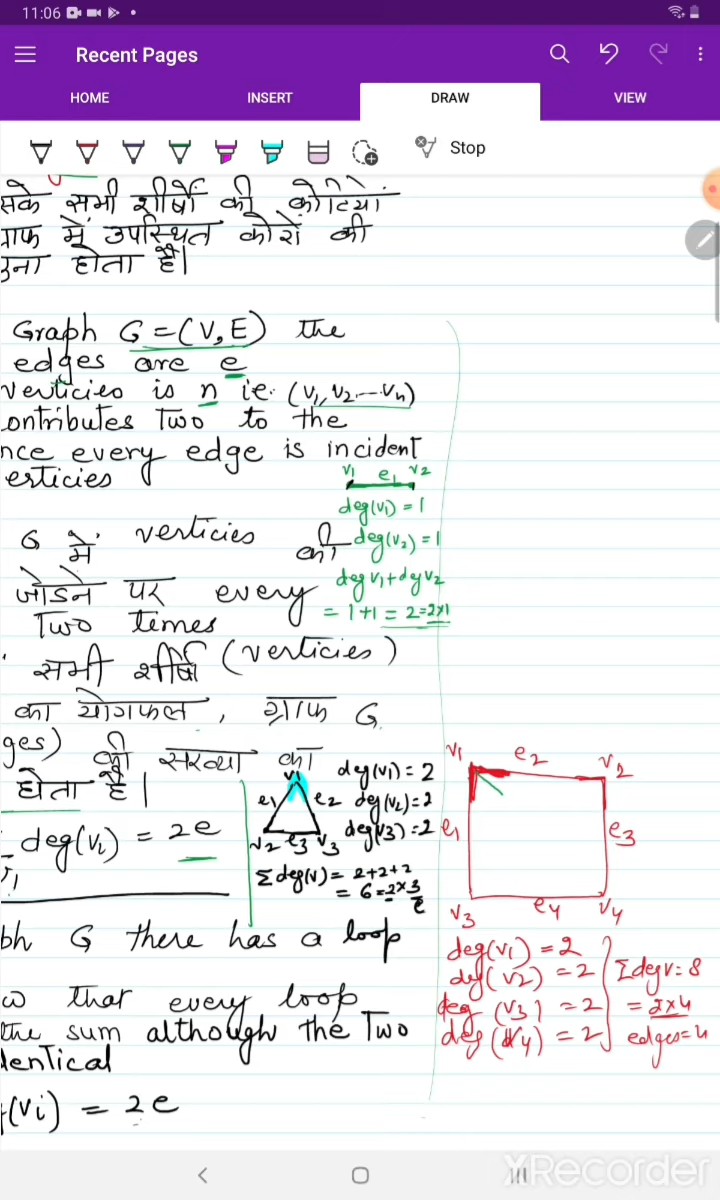 11:06
Recent Pages
HOME INSERT DRAW VIEW
Stop
सके सभी शीर्षों की कोटियों
ग्राफ में उपस्थित कोरों की
गुना होता है।
Graph G = (V, E) the
edges are e
verticies is n ie. (V1, V2 --- Vn)
ontributes Two to the
nce every edge is incident
erticies
V1 e1 V2
deg(V1) = 1
deg(V2) = 1
deg V1 + deg V2
= 1+1 = 2 = 2×1
G में verticies की
जोडने पर every
Two times
सभी शीर्ष (verticies)
का योगफल, ग्राफ G
ges) की संख्या का
होता है।
deg(Vi) = 2e
V1
e1 e2
V2 e3 V3
deg(V1) = 2
deg(V2) = 2
deg(V3) = 2
Σdeg(V) = 2+2+2
= 6 = 2×3
e
V1 e2 V2
e1 e3
V3 e4 V4
deg(V1) = 2
deg(V2) = 2
deg(V3) = 2
deg(V4) = 2
Σdeg V = 8
= 2×4
edges = 4
ph G there has a loop
w that every loop
the sum although the Two
dentical
(Vi) = 2e
XRecorder